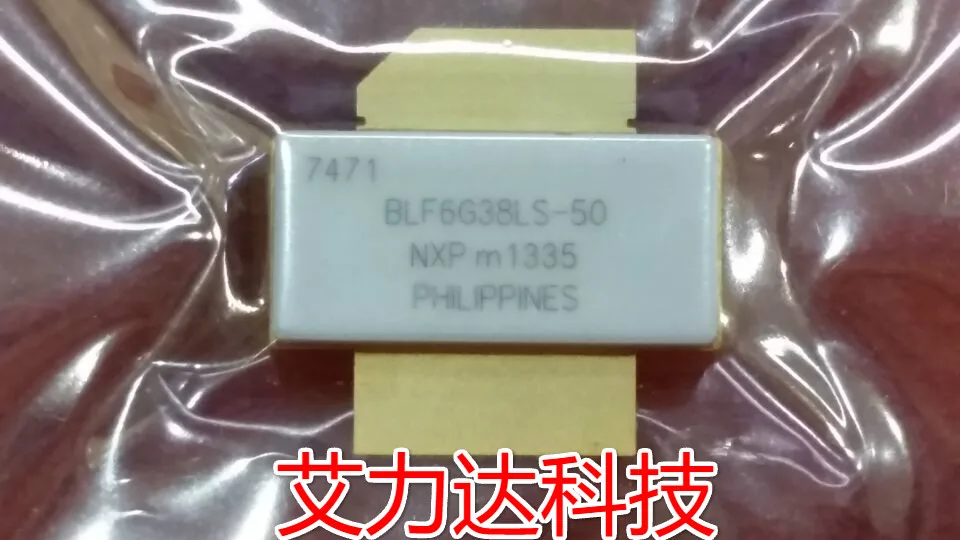 7471
BLF6G38LS-50
NXP m1335
PHILIPPINES
艾力达科技